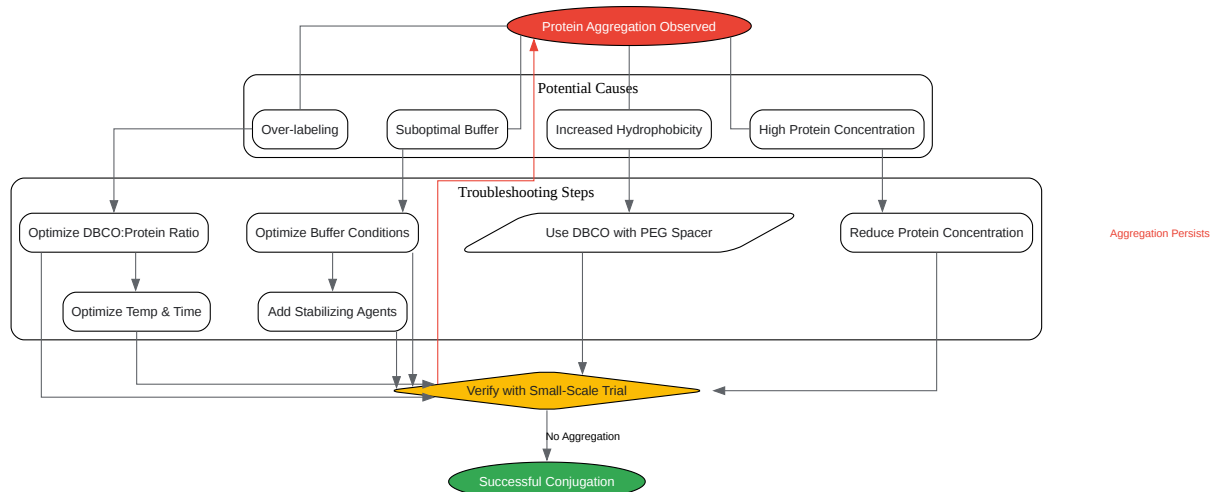 Protein Aggregation Observed
Potential Causes
Over-labeling
Suboptimal Buffer
Increased Hydrophobicity
High Protein Concentration
Troubleshooting Steps
Optimize DBCO:Protein Ratio
Optimize Buffer Conditions
Use DBCO with PEG Spacer
Reduce Protein Concentration
Aggregation Persists
Optimize Temp & Time
Add Stabilizing Agents
Verify with Small-Scale Trial
No Aggregation
Successful Conjugation